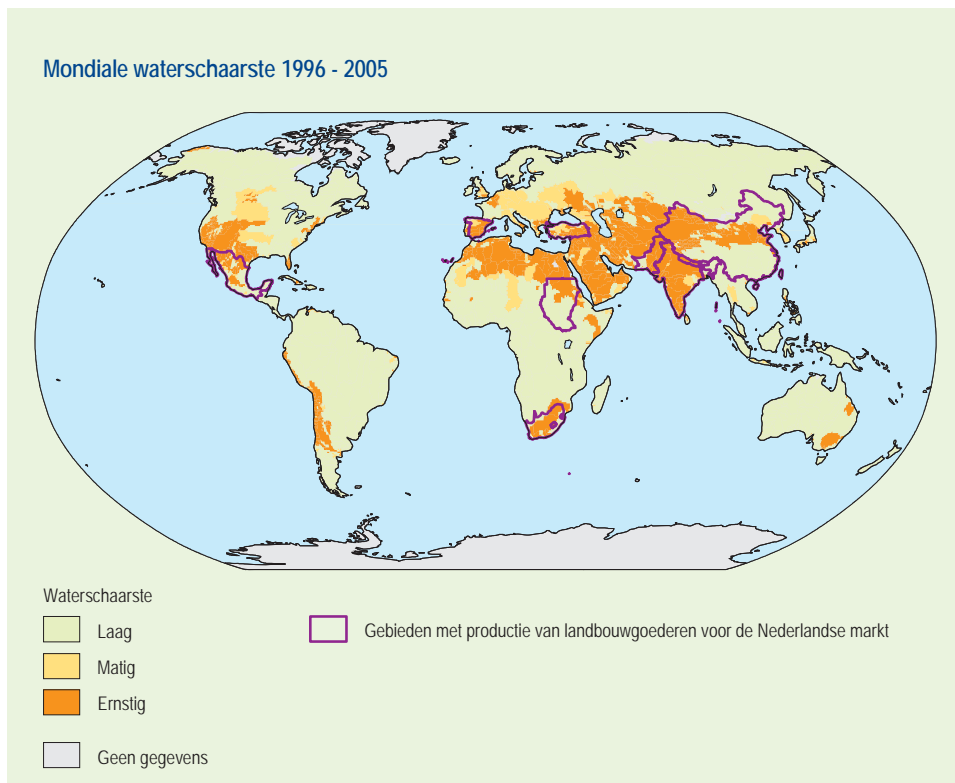 Mondiale waterschaarste 1996 - 2005
Waterschaarste
Laag
Gebieden met productie van landbouwgoederen voor de Nederlandse markt
Matig
Ernstig
Geen gegevens